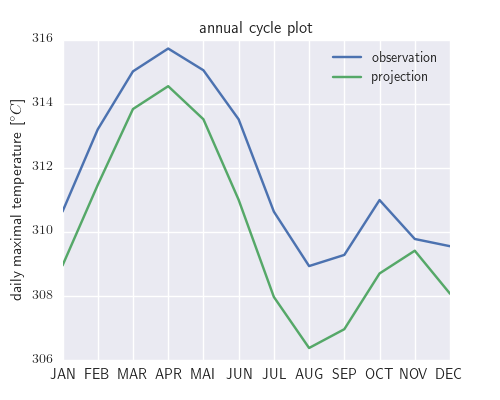 annual cycle plot
316
observation
projection
314
312
310
308
306
daily maximal temperature [°C]
JAN FEB MAR APR MAI JUN JUL AUG SEP OCT NOV DEC